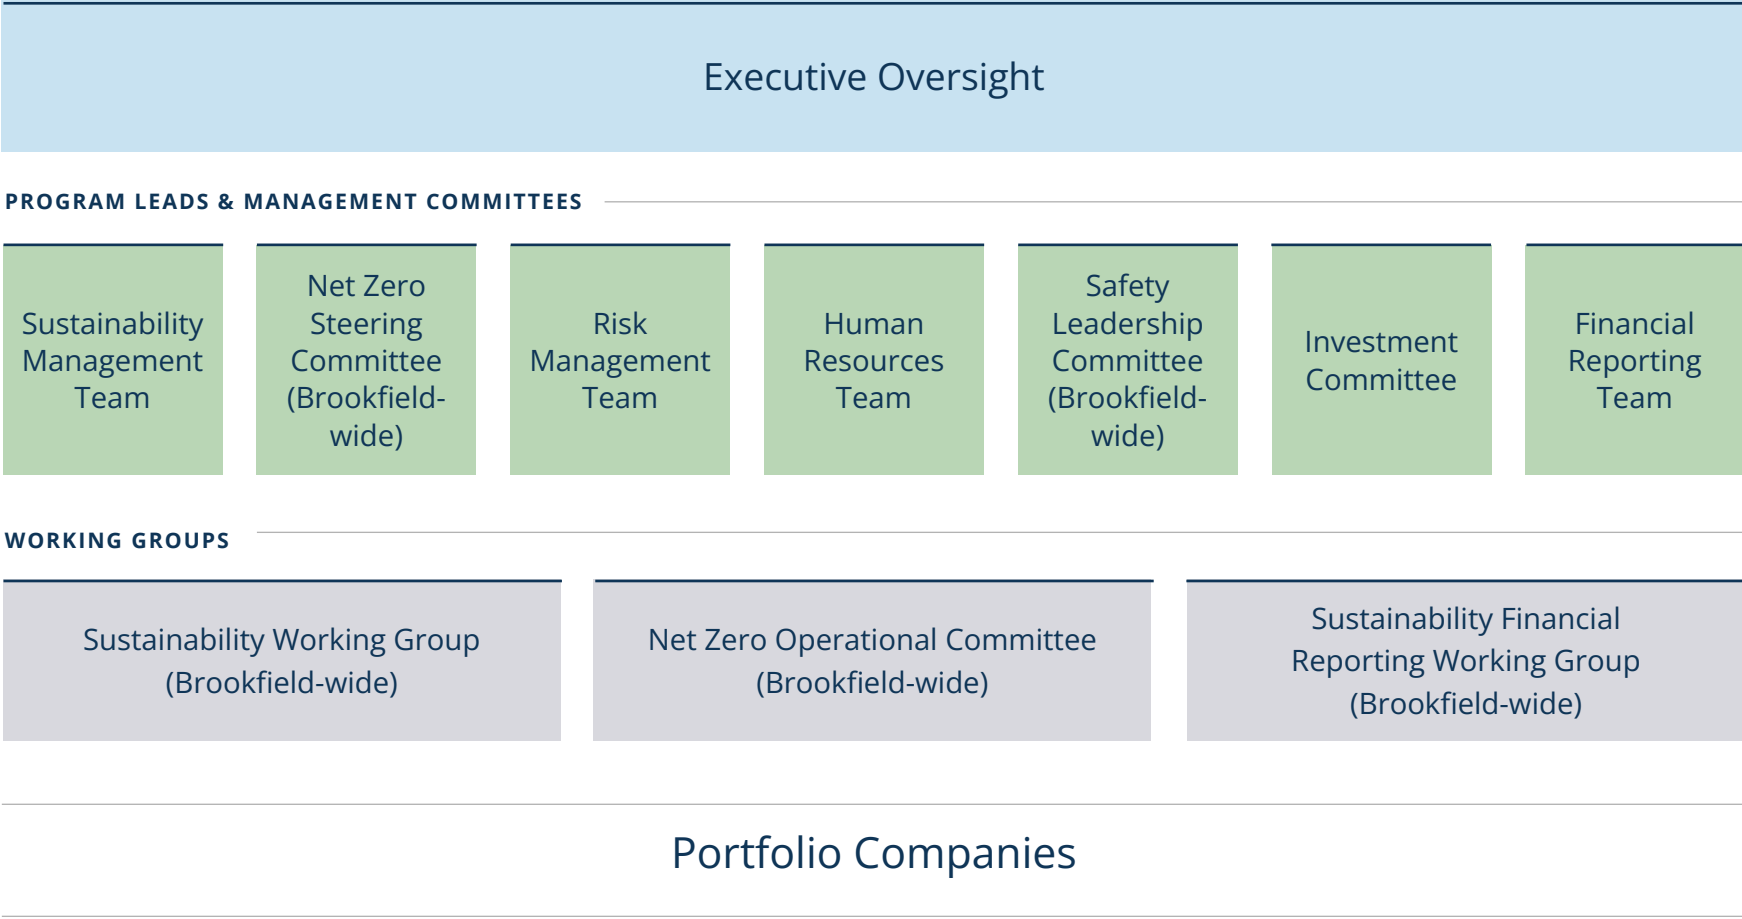 Executive Oversight
PROGRAM LEADS & MANAGEMENT COMMITTEES
Sustainability
Management
Team
Net Zero
Steering
Committee
(Brookfield-
wide)
Risk
Management
Team
Human
Resources
Team
Safety
Leadership
Committee
(Brookfield-
wide)
Investment
Committee
Financial
Reporting
Team
WORKING GROUPS
Sustainability Working Group
(Brookfield-wide)
Net Zero Operational Committee
(Brookfield-wide)
Sustainability Financial
Reporting Working Group
(Brookfield-wide)
Portfolio Companies